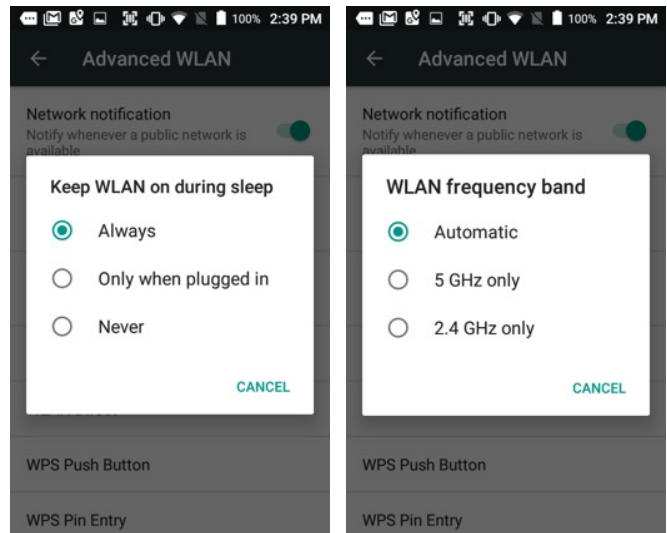 100% 2:39 PM
Advanced WLAN
Network notification
Notify whenever a public network is
available
Keep WLAN on during sleep
Always
Only when plugged in
Never
CANCEL
WPS Push Button
WPS Pin Entry
100% 2:39 PM
Advanced WLAN
Network notification
Notify whenever a public network is
available
WLAN frequency band
Automatic
5 GHz only
2.4 GHz only
CANCEL
WPS Push Button
WPS Pin Entry